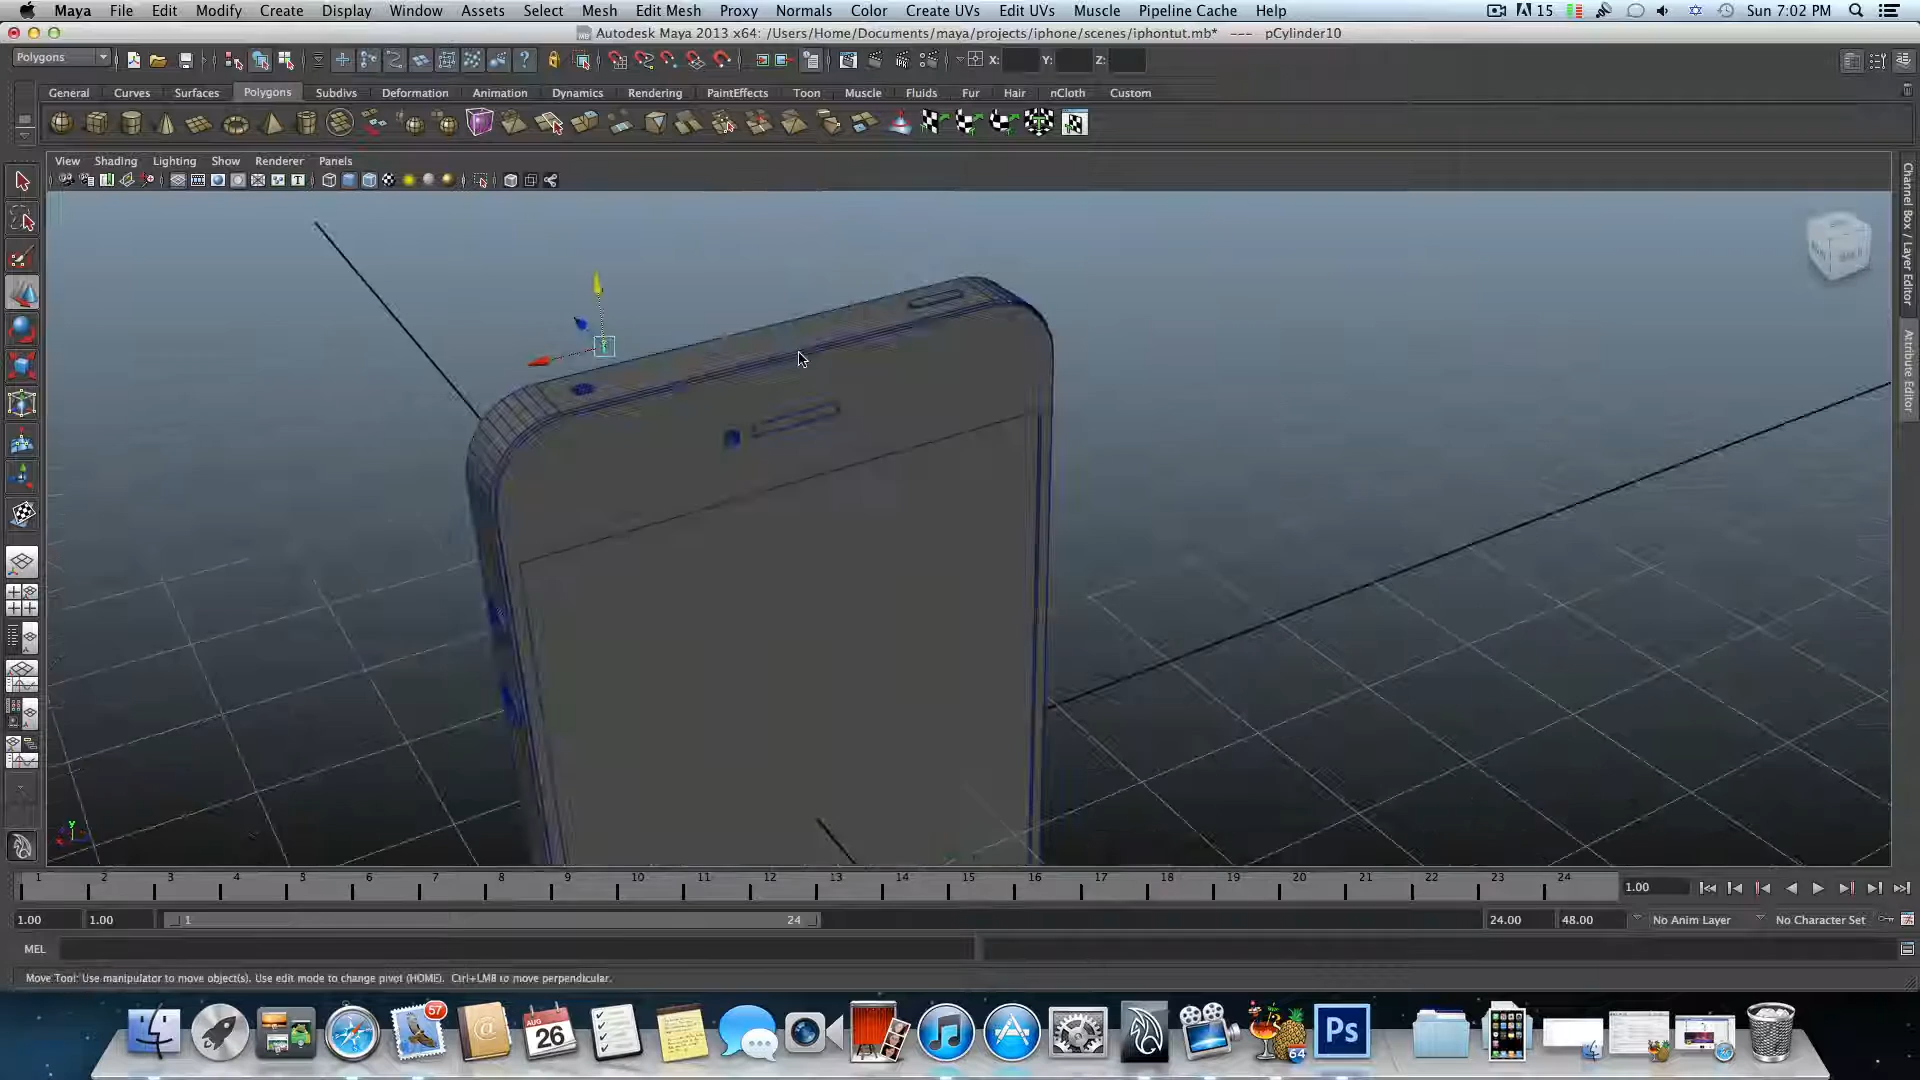 Maya File Edit Modify Create Display Window Assets Select Mesh Edit Mesh Proxy Normals Color Create UVs Edit UVs Muscle Pipeline Cache Help 15 Sun 7:02 PM
Autodesk Maya 2013 x64: /Users/Home/Documents/maya/projects/iphone/scenes/iphontut.mb* --- pCylinder10
Polygons X: Y: Z:
General Curves Surfaces Polygons Subdivs Deformation Animation Dynamics Rendering PaintEffects Toon Muscle Fluids Fur Hair nCloth Custom
View Shading Lighting Show Renderer Panels
Channel Box / Layer Editor
Attribute Editor
y
1 2 3 4 5 6 7 8 9 10 11 12 13 14 15 16 17 18 19 20 21 22 23 24 1.00
1.00 1.00 1 24 24.00 48.00 No Anim Layer No Character Set
MEL
Move Tool: Use manipulator to move object(s). Use edit mode to change pivot (HOME). Ctrl+LMB to move perpendicular.
57
AUG
26
64
Ps